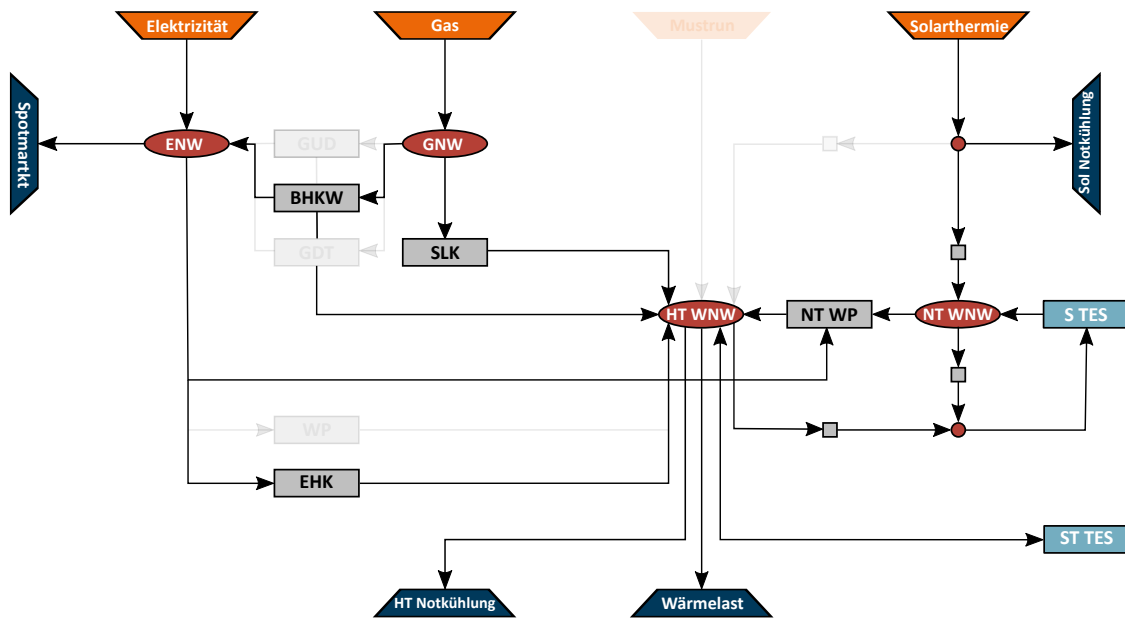 Elektrizität
Gas
Mustrun
Solarthermie
Spotmartkt
ENW
GUD
GNW
Sol Notkühlung
BHKW
GDT
SLK
HT WNW
NT WP
NT WNW
S TES
WP
EHK
ST TES
HT Notkühlung
Wärmelast